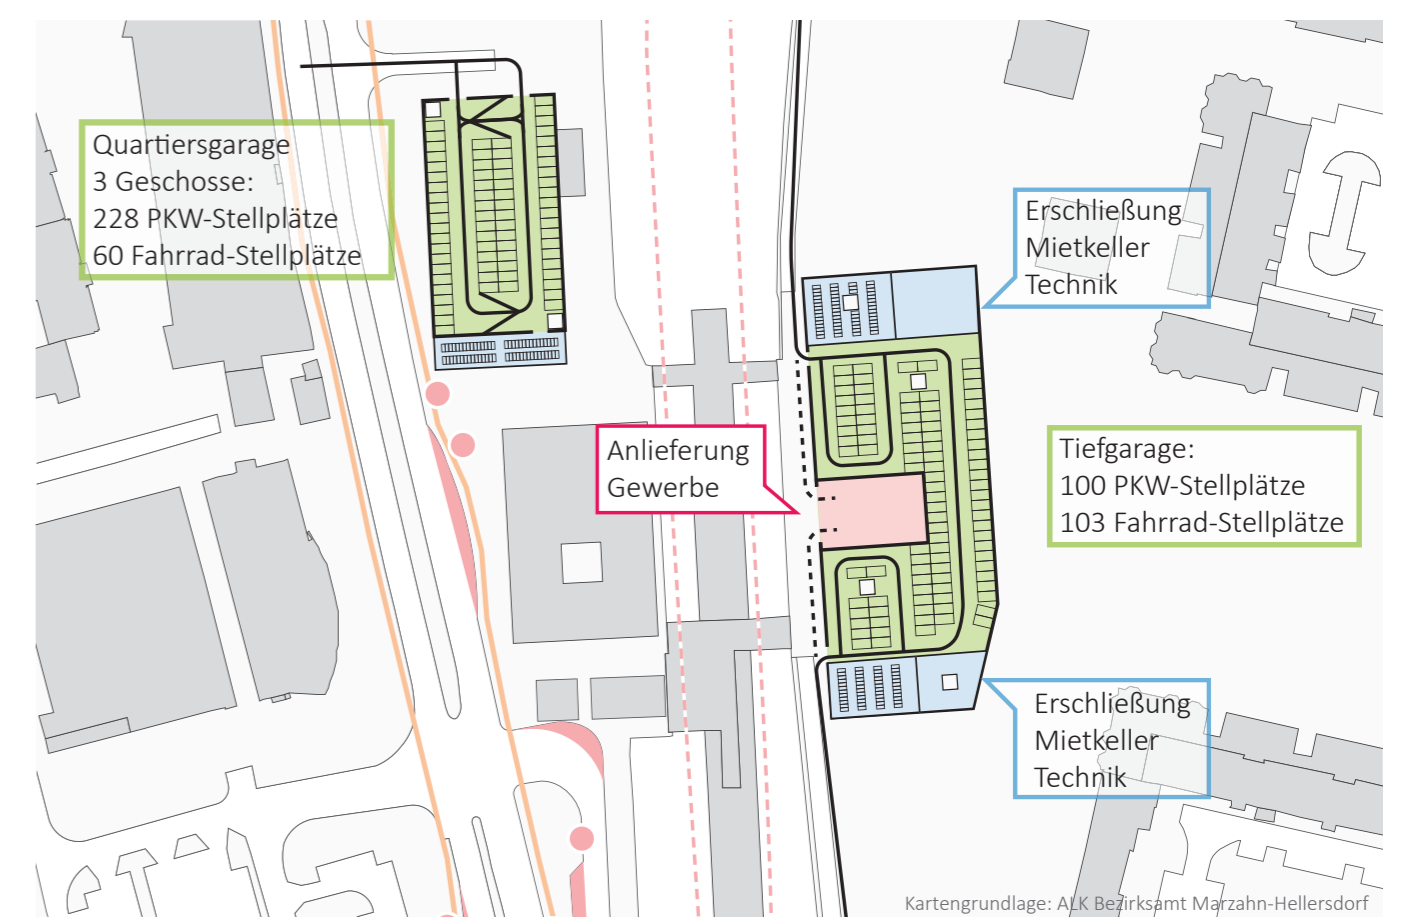 Quartiersgarage
3 Geschosse:
228 PKW-Stellplätze
60 Fahrrad-Stellplätze
Erschließung
Mietkeller
Technik
Anlieferung
Gewerbe
Tiefgarage:
100 PKW-Stellplätze
103 Fahrrad-Stellplätze
Erschließung
Mietkeller
Technik
Kartengrundlage: ALK Bezirksamt Marzahn-Hellersdorf